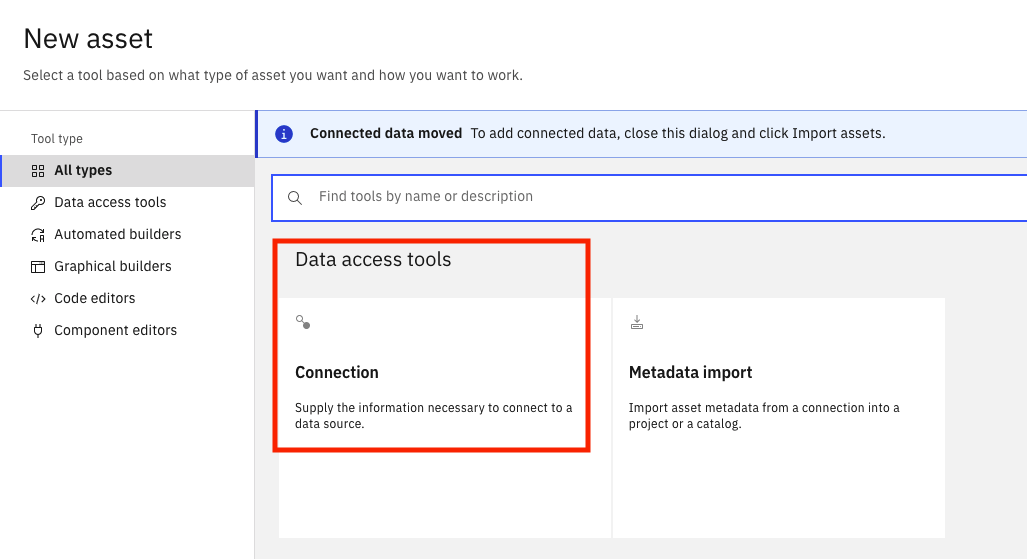 New asset
Select a tool based on what type of asset you want and how you want to work.
Tool type
All types
Data access tools
Automated builders
Graphical builders
Code editors
Component editors
Connected data moved To add connected data, close this dialog and click Import assets.
Find tools by name or description
Data access tools
Connection
Supply the information necessary to connect to a
data source.
Metadata import
Import asset metadata from a connection into a
project or a catalog.